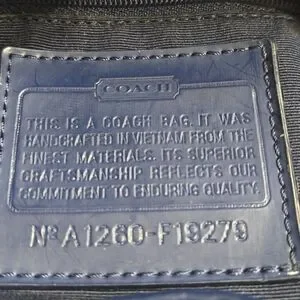 COACH
THIS IS A COACH BAG. IT WAS
HANDCRAFTED IN VIETNAM FROM THE
FINEST MATERIALS. ITS SUPERIOR
CRAFTSMANSHIP REFLECTS OUR
COMMITMENT TO ENDURING QUALITY.
Nº A1260-F19279